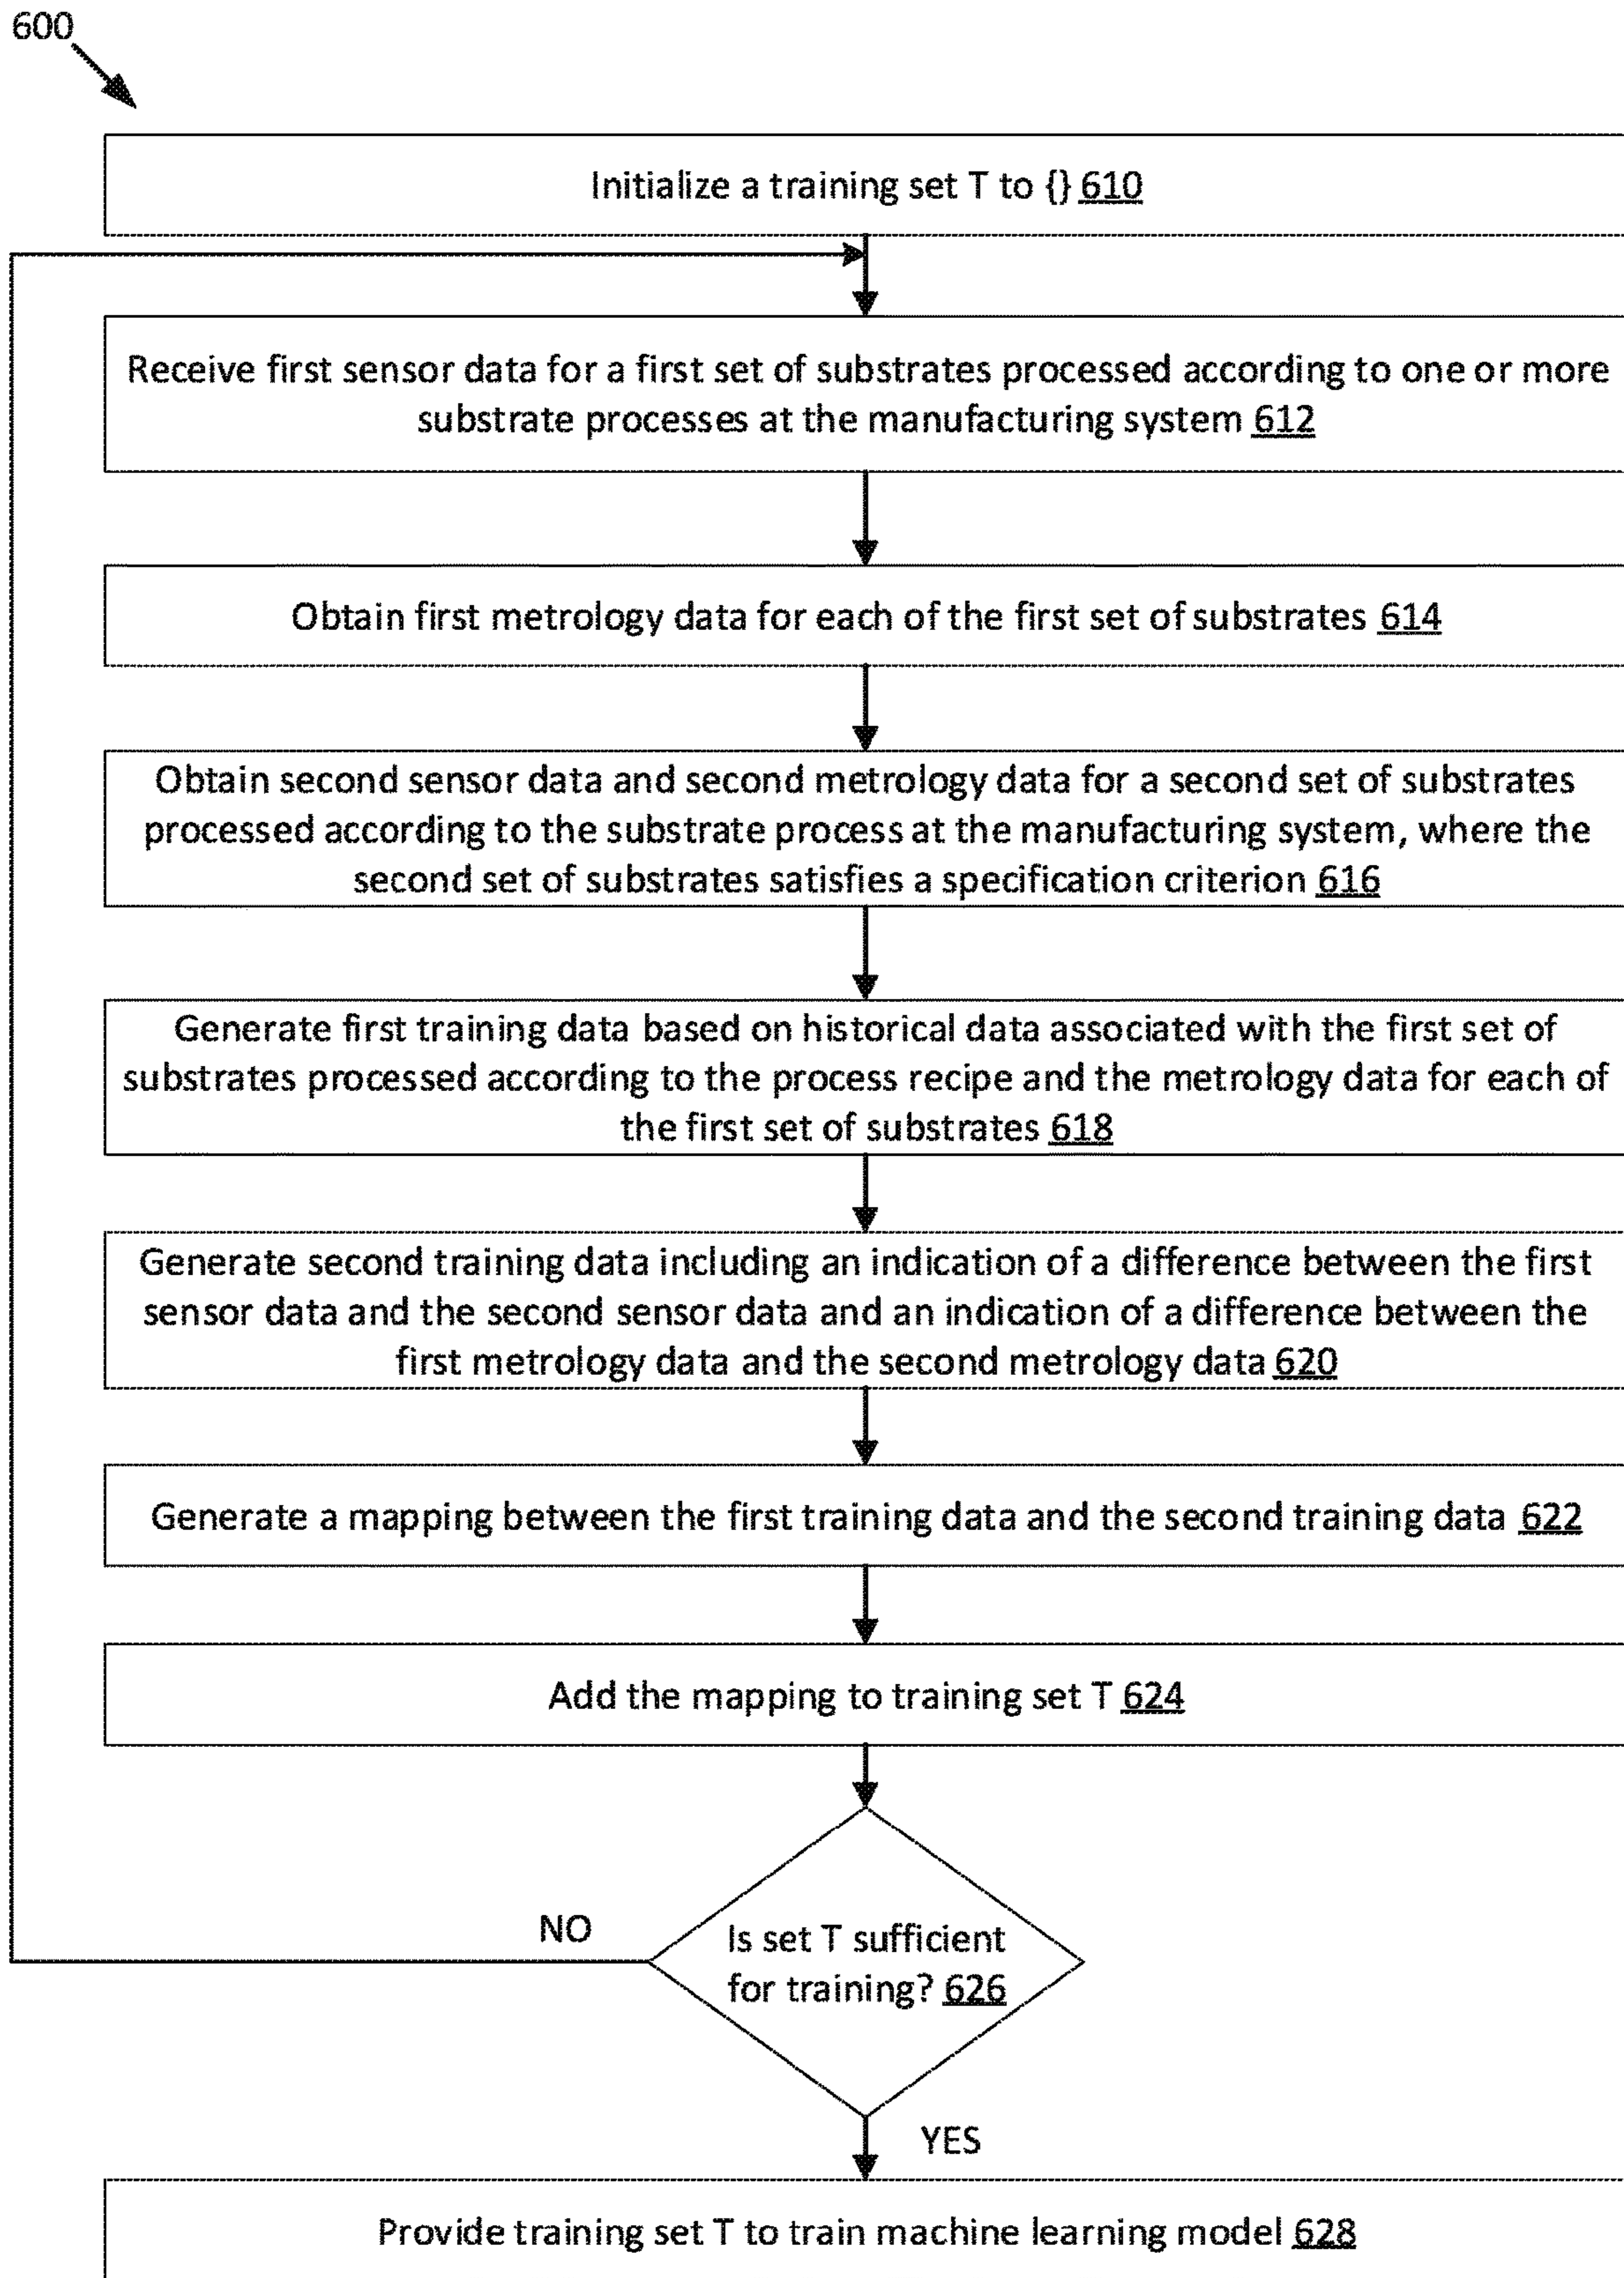 600
Initialize a training set T to {} 610
Receive first sensor data for a first set of substrates processed according to one or more
substrate processes at the manufacturing system 612
Obtain first metrology data for each of the first set of substrates 614
Obtain second sensor data and second metrology data for a second set of substrates
processed according to the substrate process at the manufacturing system, where the
second set of substrates satisfies a specification criterion 616
Generate first training data based on historical data associated with the first set of
substrates processed according to the process recipe and the metrology data for each of
the first set of substrates 618
Generate second training data including an indication of a difference between the first
sensor data and the second sensor data and an indication of a difference between the
first metrology data and the second metrology data 620
Generate a mapping between the first training data and the second training data 622
Add the mapping to training set T 624
NO
Is set T sufficient
for training? 626
YES
Provide training set T to train machine learning model 628